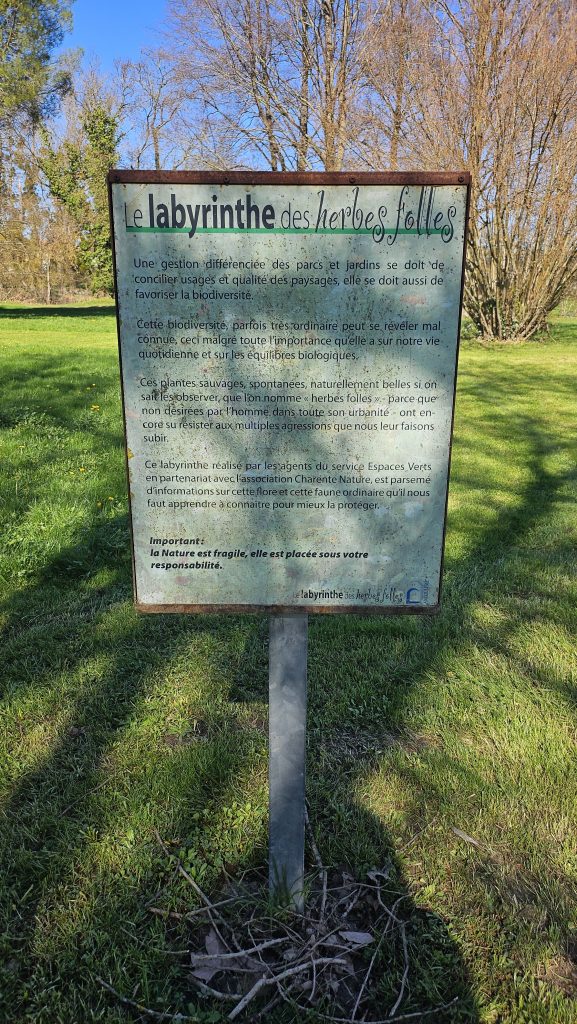 Le labyrinthe des herbes folles
Une gestion différenciée des parcs et jardins se doit de
concilier usages et qualité des paysages, elle se doit aussi de
favoriser la biodiversité.
Cette biodiversité, parfois très ordinaire peut se révéler mal
connue, ceci malgré toute l'importance qu'elle a sur notre vie
quotidienne et sur les équilibres biologiques.
Ces plantes sauvages, spontanées, naturellement belles si on
sait les observer, que l'on nomme « herbes folles » - parce que
non désirées par l'homme dans toute son urbanité - ont en-
core su résister aux multiples agressions que nous leur faisons
subir.
Ce labyrinthe réalisé par les agents du service Espaces Verts
en partenariat avec l'association Charente Nature, est parsemé
d'informations sur cette flore et cette faune ordinaire qu'il nous
faut apprendre à connaître pour mieux la protéger.
Important :
la Nature est fragile, elle est placée sous votre
responsabilité.
Le labyrinthe des herbes folles